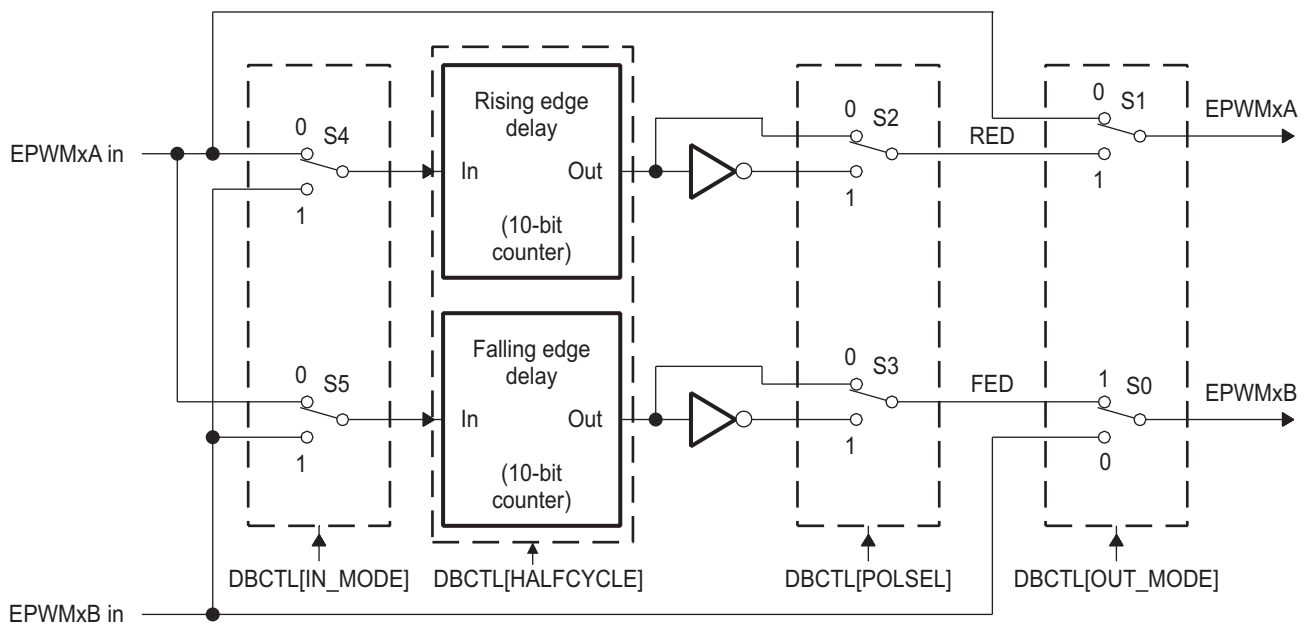 0
S1
EPWMxA
1
0
S2
RED
1
Rising edge
delay
In
Out
(10-bit
counter)
0
S4
1
EPWMxA in
Falling edge
delay
In
Out
(10-bit
counter)
0
S5
1
0
S3
FED
1
1
S0
EPWMxB
0
DBCTL[IN_MODE]
DBCTL[HALFCYCLE]
DBCTL[POLSEL]
DBCTL[OUT_MODE]
EPWMxB in